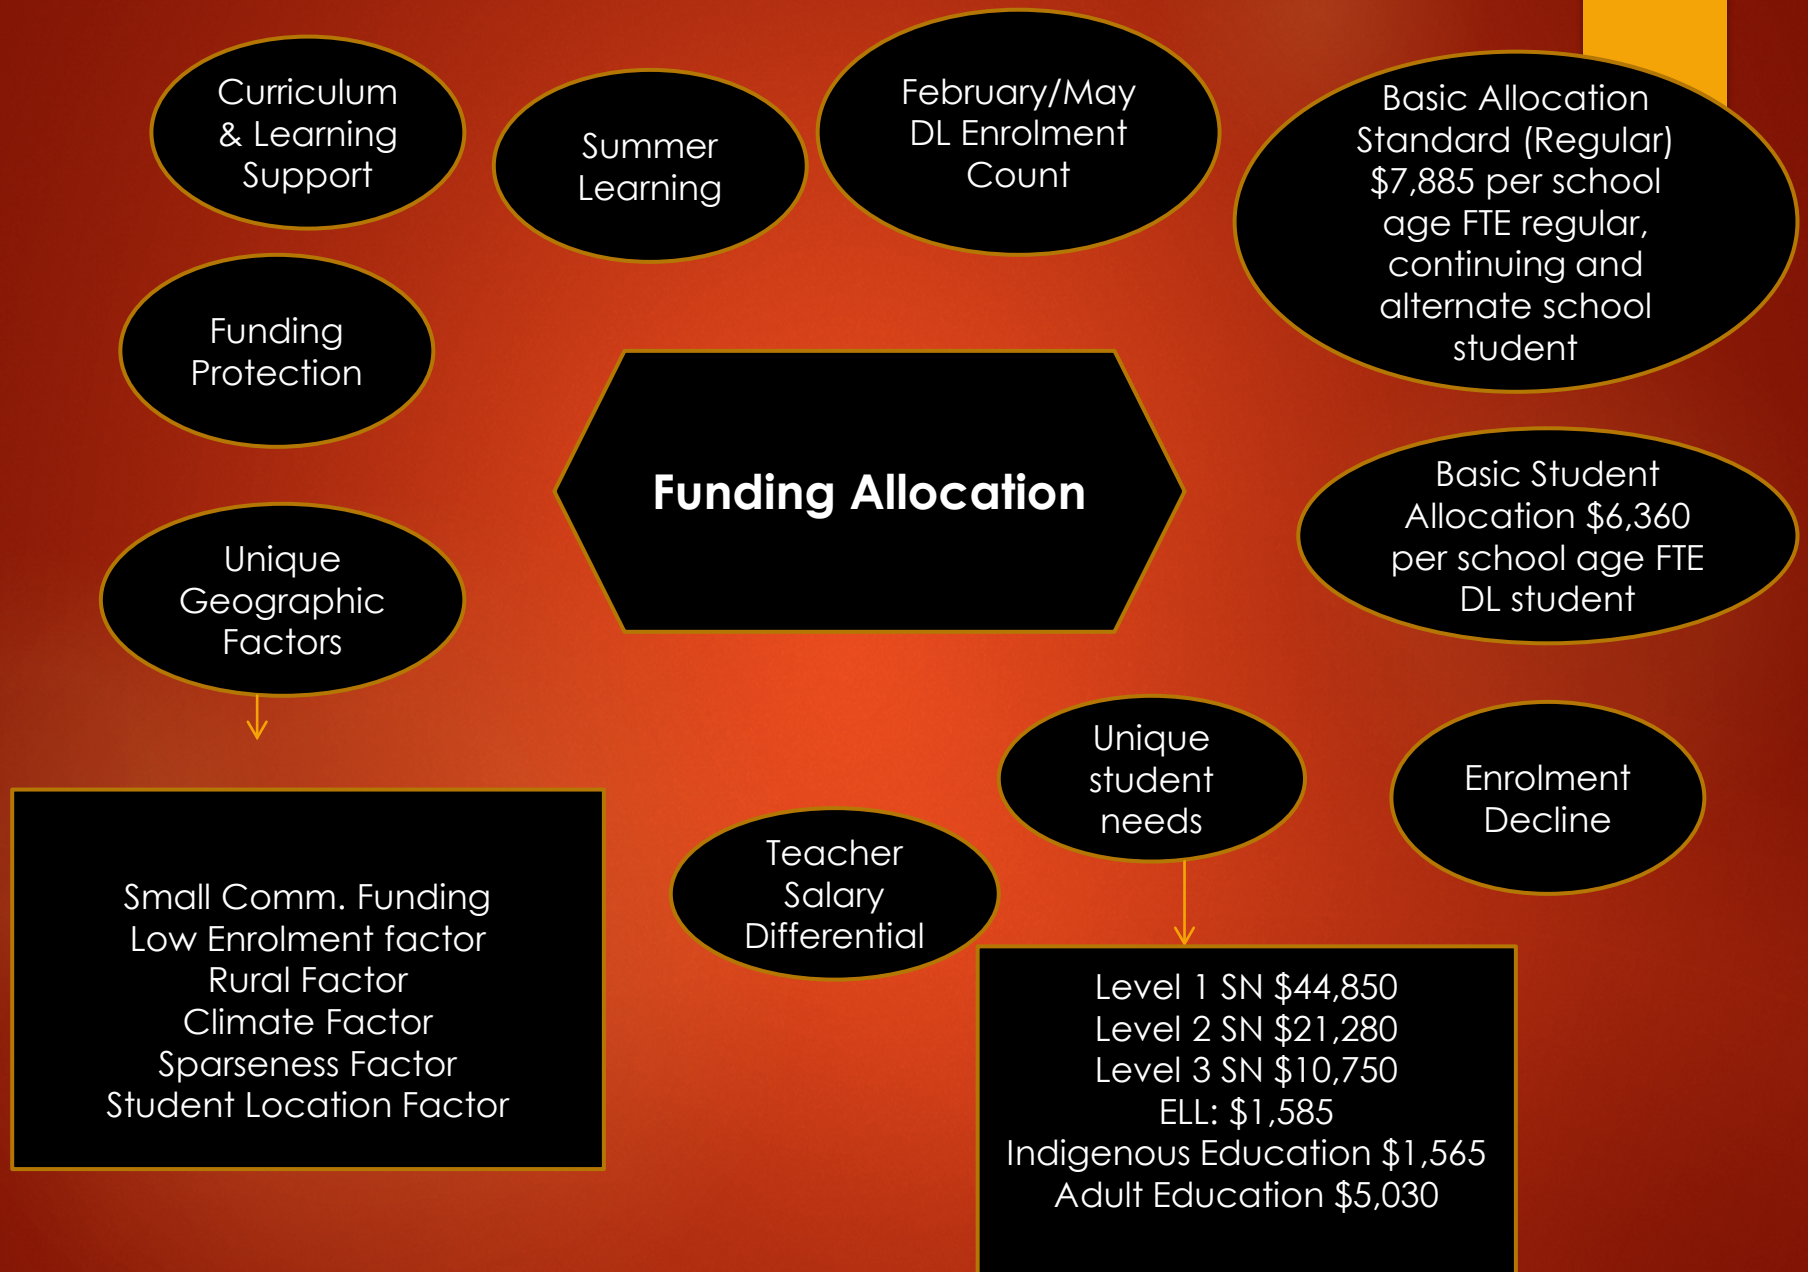 Curriculum
& Learning
Support
Summer
Learning
February/May
DL Enrolment
Count
Basic Allocation
Standard (Regular)
$7,885 per school
age FTE regular,
continuing and
alternate school
student
Funding
Protection
Funding Allocation
Basic Student
Allocation $6,360
per school age FTE
DL student
Unique
Geographic
Factors
Unique
student
needs
Enrolment
Decline
Teacher
Salary
Differential
Small Comm. Funding
Low Enrolment factor
Rural Factor
Climate Factor
Sparseness Factor
Student Location Factor
Level 1 SN $44,850
Level 2 SN $21,280
Level 3 SN $10,750
ELL: $1,585
Indigenous Education $1,565
Adult Education $5,030